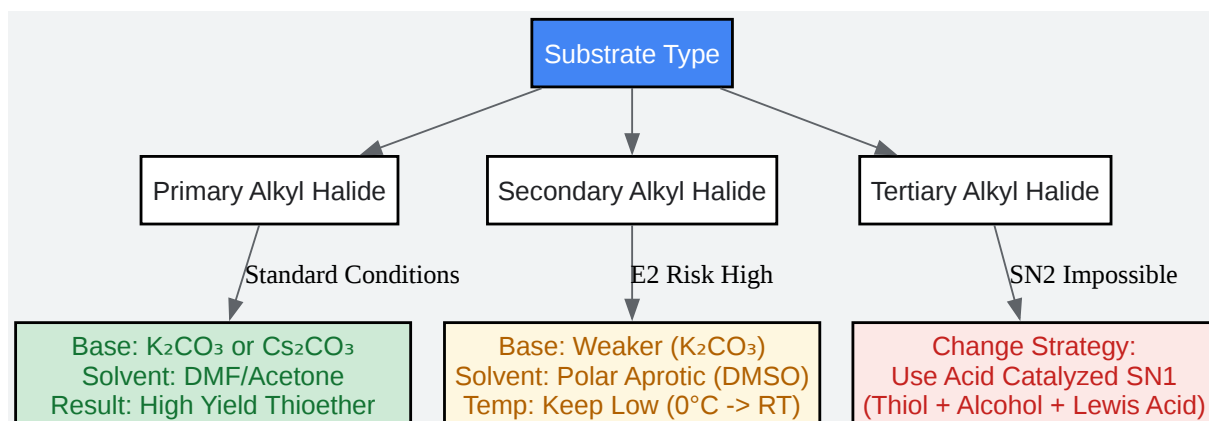 Substrate Type
Primary Alkyl Halide
Secondary Alkyl Halide
Tertiary Alkyl Halide
Standard Conditions
E2 Risk High
SN2 Impossible
Base: K₂CO₃ or Cs₂CO₃
Solvent: DMF/Acetone
Result: High Yield Thioether
Base: Weaker (K₂CO₃)
Solvent: Polar Aprotic (DMSO)
Temp: Keep Low (0°C -> RT)
Change Strategy:
Use Acid Catalyzed SN1
(Thiol + Alcohol + Lewis Acid)